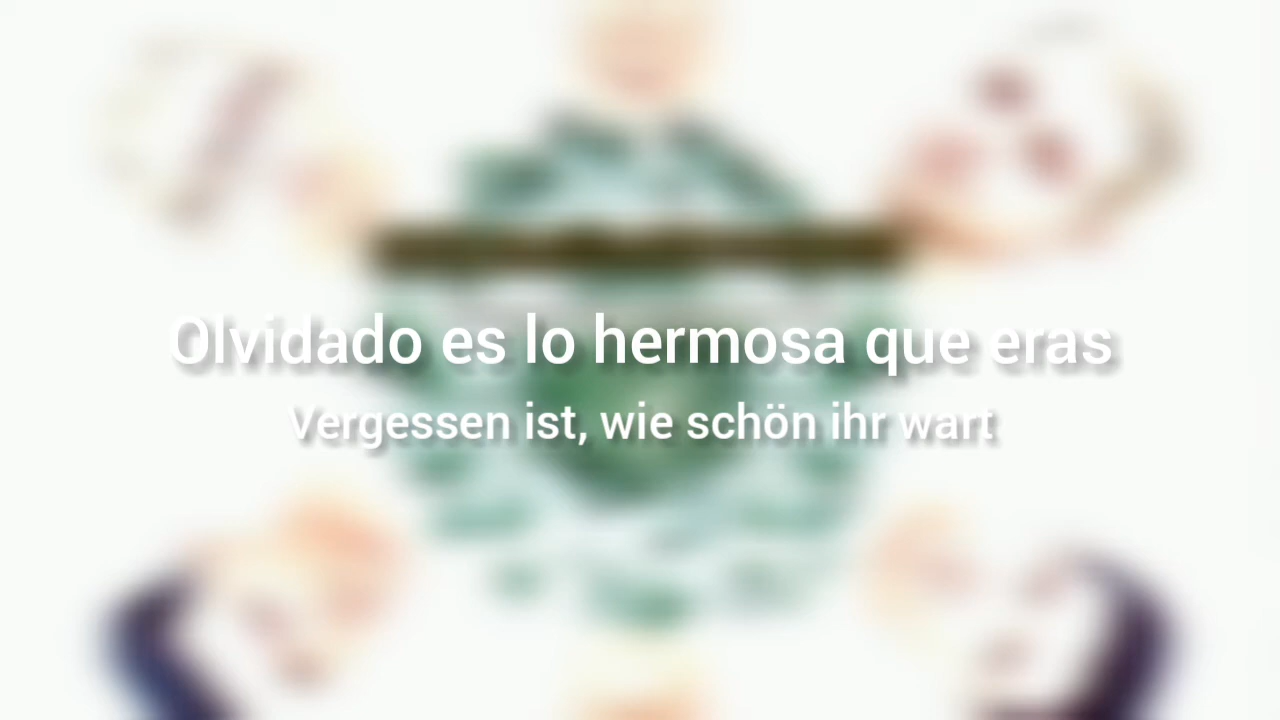 Olvidado es lo hermosa que eras
Vergessen ist, wie schön ihr wart